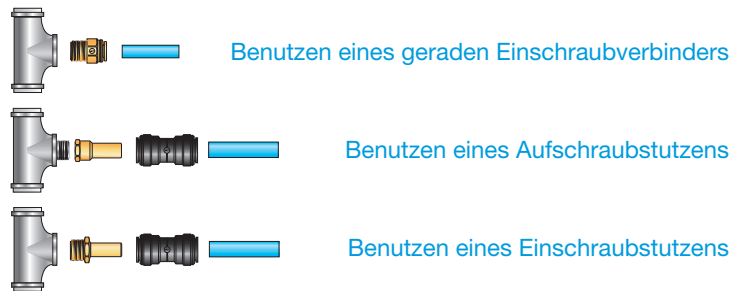 Benutzen eines geraden Einschraubverbinders
Benutzen eines Aufschraubstutzens
Benutzen eines Einschraubstutzens